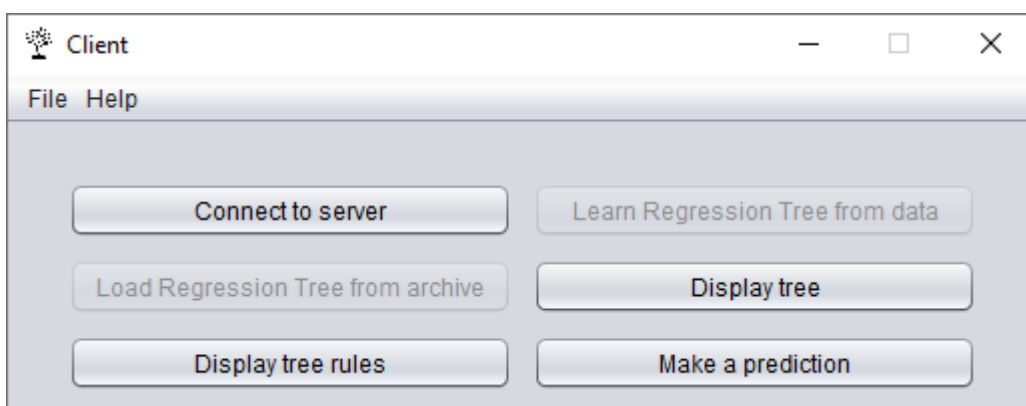 Client
File Help
Connect to server Learn Regression Tree from data
Load Regression Tree from archive Display tree
Display tree rules Make a prediction